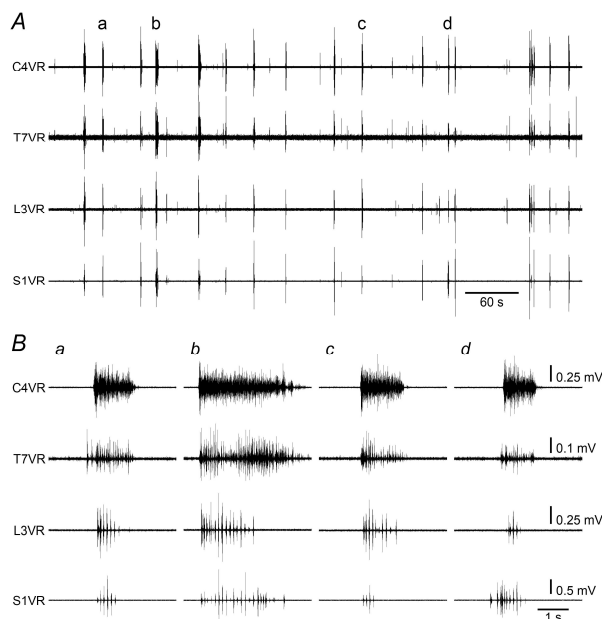 A
a b c d
C4VR
T7VR
L3VR
S1VR
60 s
B
a b c d
C4VR
0.25 mV
T7VR
0.1 mV
L3VR
0.25 mV
S1VR
0.5 mV
1 s